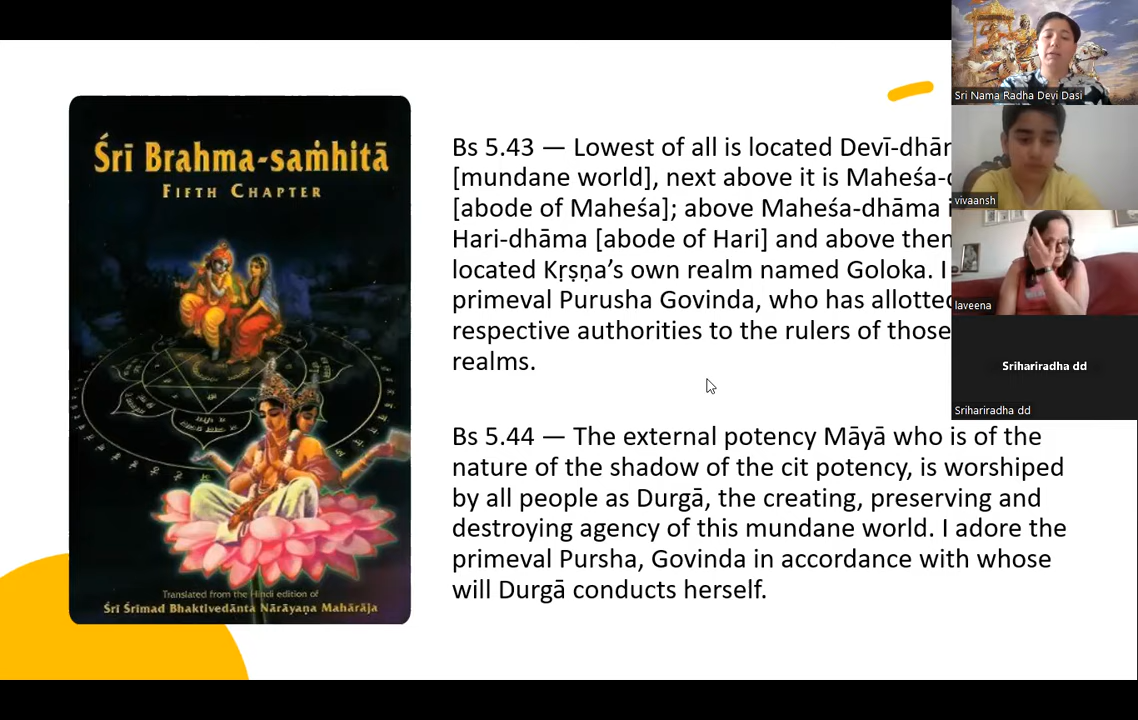 Śrī Brahma-saṁhitā
FIFTH CHAPTER
Translated from the Hindi edition of
Śrī Śrīmad Bhaktivedānta Nārāyaṇa Mahārāja
Bs 5.43 — Lowest of all is located
[mundane world], next above it is
[abode of Maheśa]; above Maheśa-dhāma
Hari-dhāma [abode of Hari] and above
located Kṛṣṇa’s own realm named Goloka. I
primeval Purusha Govinda, who has
respective authorities to the rulers of those
realms.
Bs 5.44 — The external potency Māyā who is of the
nature of the shadow of the cit potency, is worshiped
by all people as Durgā, the creating, preserving and
destroying agency of this mundane world. I adore the
primeval Pursha, Govinda in accordance with whose
will Durgā conducts herself.
Sri Nama Radha Devi Dasi
vivaansh
laveena
Srihariradha dd
Srihariradha dd